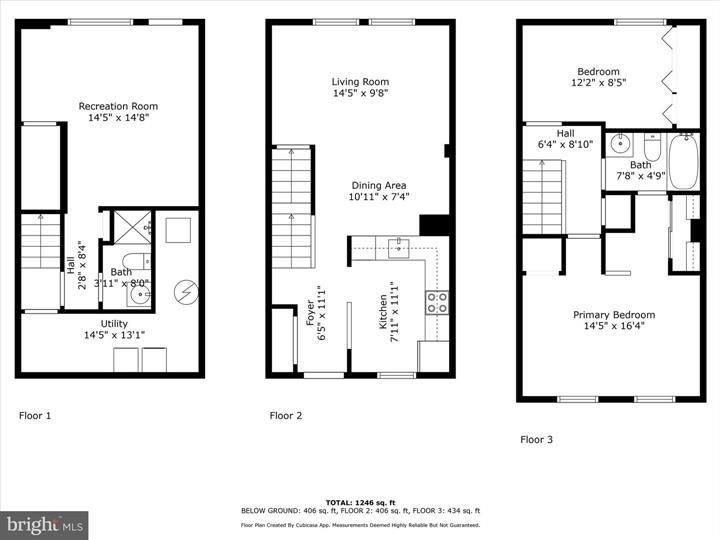 Recreation Room
14'5" x 14'8"
Hall
2'8" x 8'4"
Bath
3'11" x 8'0"
Utility
14'5" x 13'1"
Floor 1
Living Room
14'5" x 9'8"
Dining Area
10'11" x 7'4"
Foyer
6'5" x 11'1"
Kitchen
7'11" x 11'1"
Floor 2
Bedroom
12'2" x 8'5"
Hall
6'4" x 8'10"
Bath
7'8" x 4'9"
Primary Bedroom
14'5" x 16'4"
Floor 3
TOTAL: 1246 sq. ft
BELOW GROUND: 406 sq. ft, FLOOR 2: 406 sq. ft, FLOOR 3: 434 sq. ft
Floor Plan Created By Cubicasa App. Measurements Deemed Highly Reliable But Not Guaranteed.
bright MLS